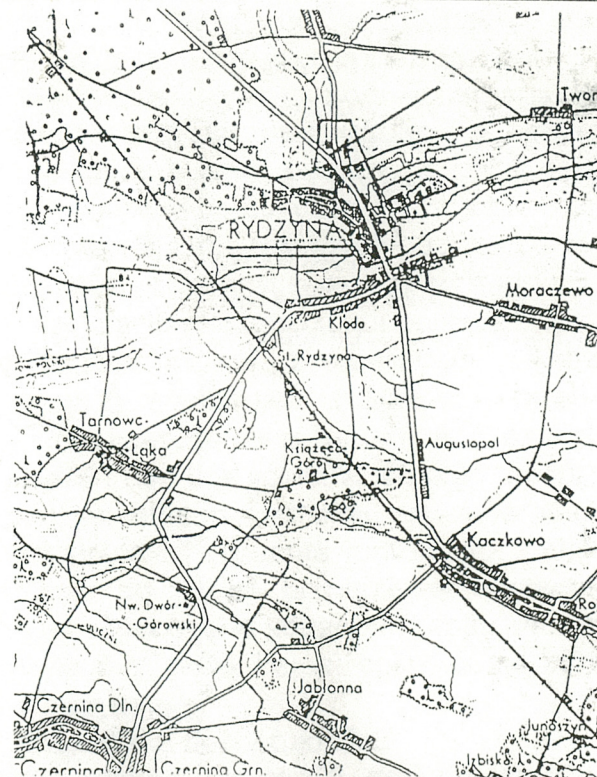 Twor
RYDZYNA
Moraczewo
Kłoda
St. Rydzyna
Tarnowc.
Łąka
Augustopol
Książęca
Góra
L
Kaczkowo
Nw. Dwór
Górowski
Ro
Jabłonna
Czernina Dln.
Junoszyn
Izbiska
Czernina
Czernina Grn.